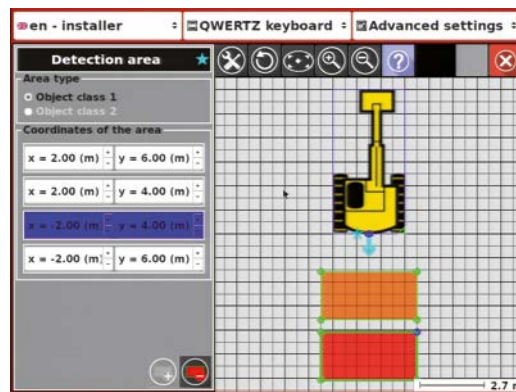 en - installer
QWERTZ keyboard
Advanced settings
Detection area
Area type
Object class 1
Object class 2
Coordinates of the area
x = 2.00 (m) y = 6.00 (m)
x = 2.00 (m) y = 4.00 (m)
x = -2.00 (m) y = 4.00 (m)
x = -2.00 (m) y = 6.00 (m)
?
2.7